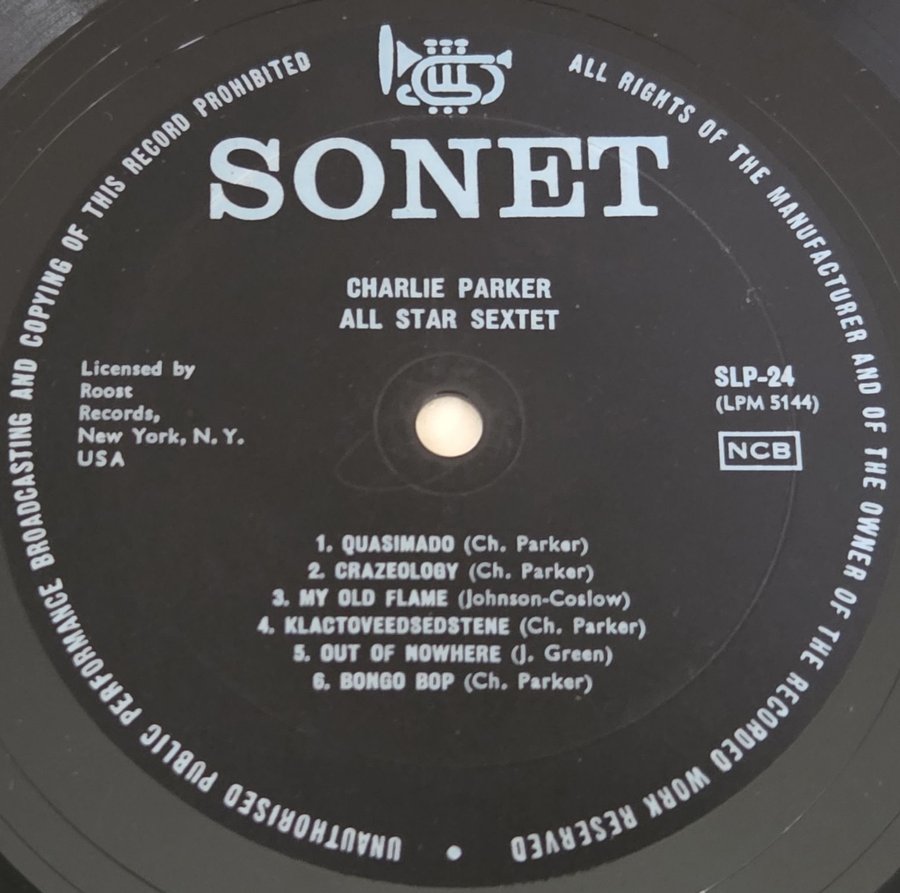 UNAUTHORISED PUBLIC PERFORMANCE BROADCASTING AND COPYING OF THIS RECORD PROHIBITED
ALL RIGHTS OF THE MANUFACTURER AND OF THE OWNER OF THE RECORDED WORK RESERVED •
SONET
CHARLIE PARKER
ALL STAR SEXTET
Licensed by
Roost
Records,
New York, N. Y.
USA
SLP-24
(LPM 5144)
NCB
1. QUASIMADO (Ch. Parker)
2. CRAZEOLOGY (Ch. Parker)
3. MY OLD FLAME (Johnson-Coslow)
4. KLACTOVEEDSEDSTENE (Ch. Parker)
5. OUT OF NOWHERE (J. Green)
6. BONGO BOP (Ch. Parker)